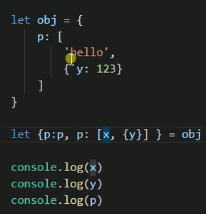 let obj = {
p: [
'hello',
{ y: 123}
]
}
let {p:p, p: [x, {y}] } = obj
console.log(x)
console.log(y)
console.log(p)